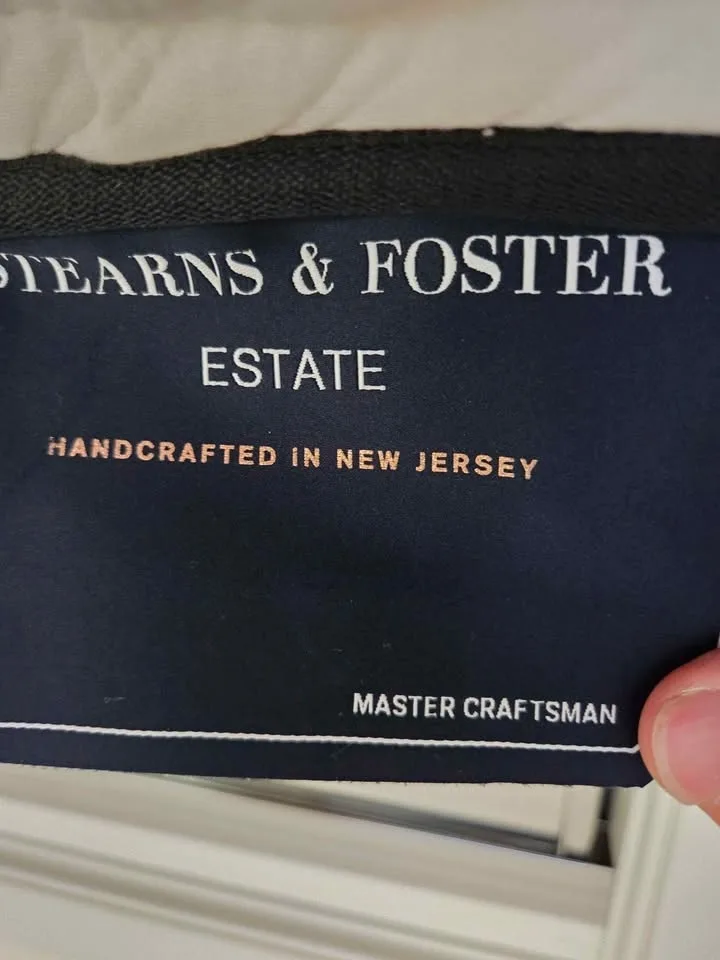 STEARNS & FOSTER
ESTATE
HANDCRAFTED IN NEW JERSEY
MASTER CRAFTSMAN